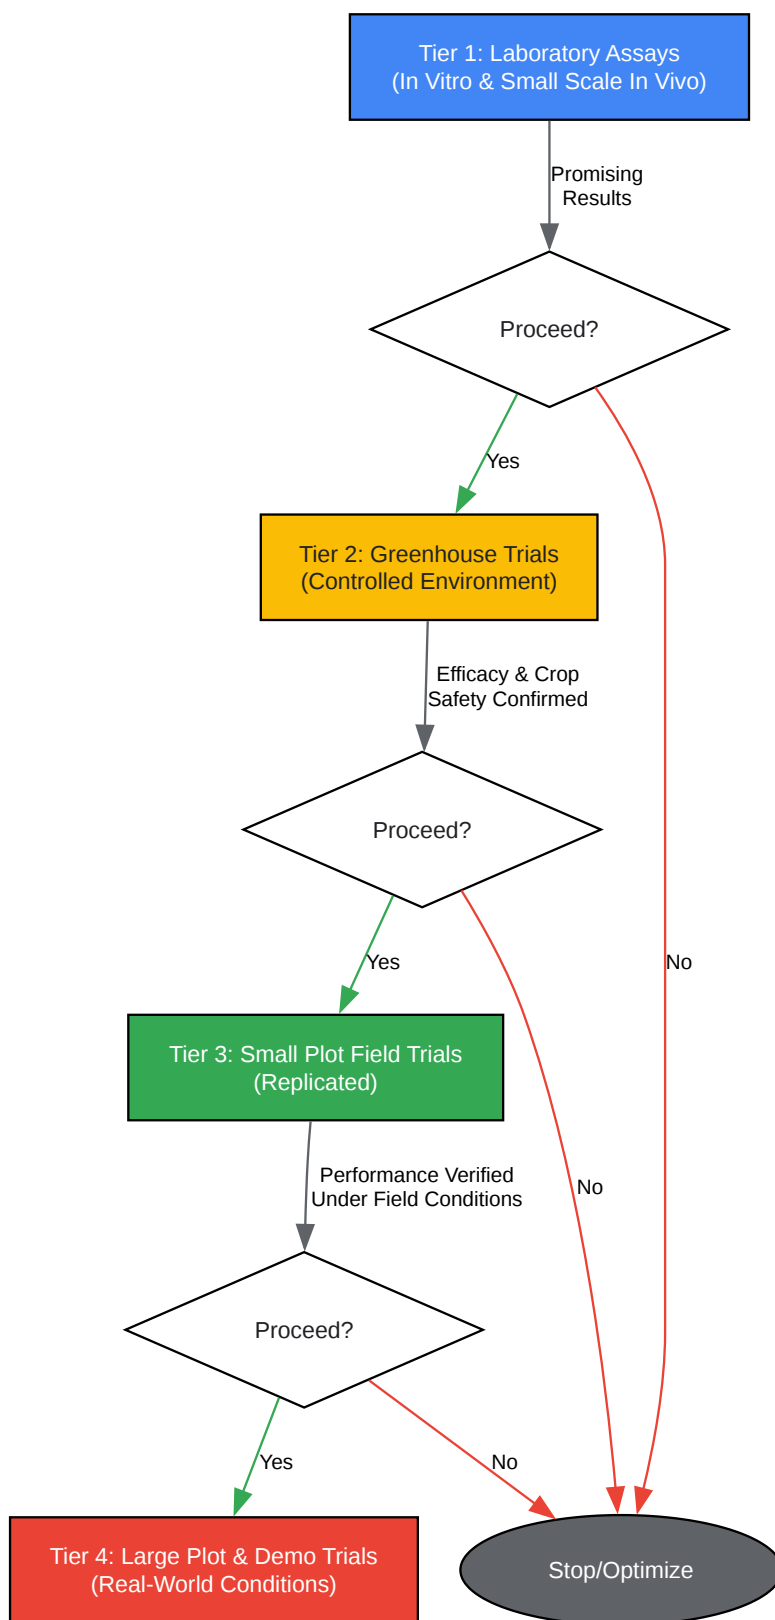 Tier 1: Laboratory Assays
(In Vitro & Small Scale In Vivo)
Promising
Results
Proceed?
Yes
Tier 2: Greenhouse Trials
(Controlled Environment)
Efficacy & Crop
Safety Confirmed
Proceed?
Yes
No
Tier 3: Small Plot Field Trials
(Replicated)
Performance Verified
Under Field Conditions
No
Proceed?
Yes
No
Tier 4: Large Plot & Demo Trials
(Real-World Conditions)
Stop/Optimize